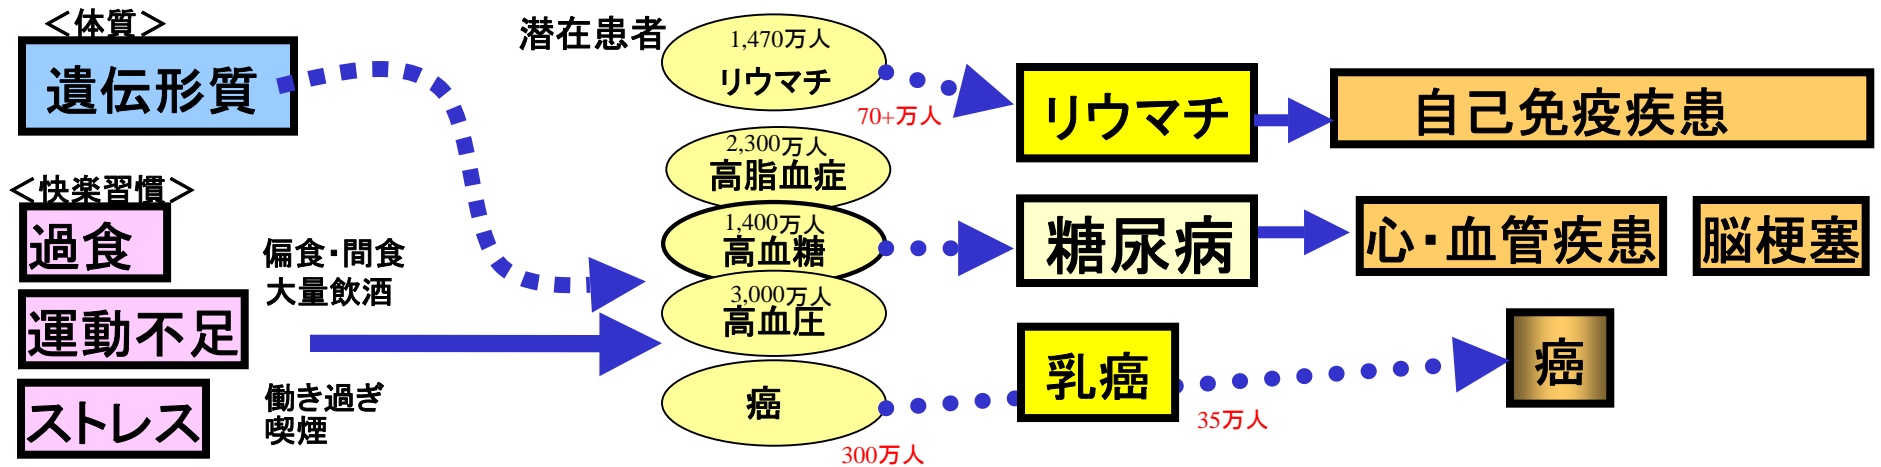 ＜体質＞
遺伝形質
＜快楽習慣＞
過食
運動不足
ストレス
偏食・間食
大量飲酒
働き過ぎ
喫煙
潜在患者
1,470万人
リウマチ
2,300万人
高脂血症
1,400万人
高血糖
3,000万人
高血圧
癌
70+万人
300万人
リウマチ
自己免疫疾患
糖尿病
心・血管疾患
脳梗塞
乳癌
35万人
癌